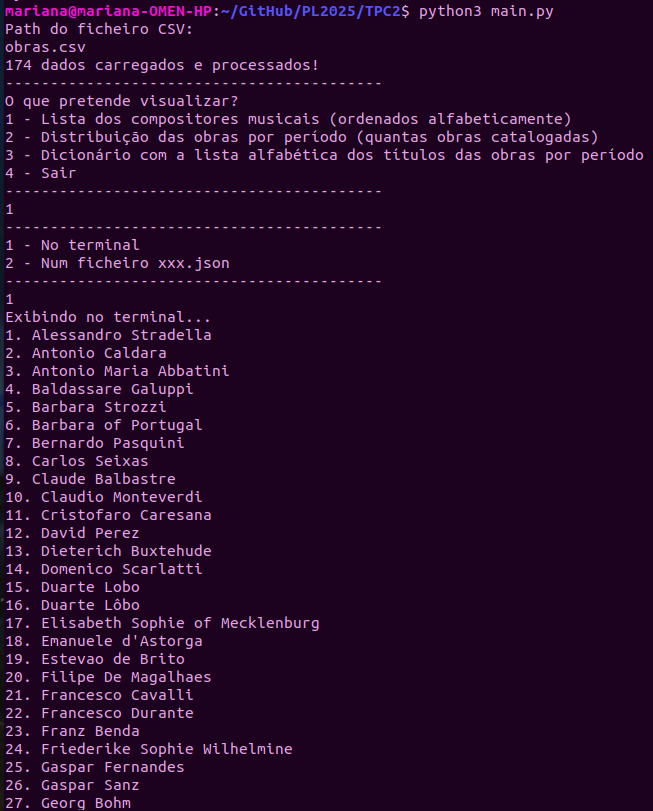 mariana@mariana-OMEN-HP:~/GitHub/PL2025/TPC2$ python3 main.py
Path do ficheiro CSV:
obras.csv
174 dados carregados e processados!
------------------------------------------
O que pretende visualizar?
1 - Lista dos compositores musicais (ordenados alfabeticamente)
2 - Distribuição das obras por período (quantas obras catalogadas)
3 - Dicionário com a lista alfabética dos títulos das obras por período
4 - Sair
------------------------------------------
1
------------------------------------------
1 - No terminal
2 - Num ficheiro xxx.json
------------------------------------------
1
Exibindo no terminal...
1. Alessandro Stradella
2. Antonio Caldara
3. Antonio Maria Abbatini
4. Baldassare Galuppi
5. Barbara Strozzi
6. Barbara of Portugal
7. Bernardo Pasquini
8. Carlos Seixas
9. Claude Balbastre
10. Claudio Monteverdi
11. Cristofaro Caresana
12. David Perez
13. Dieterich Buxtehude
14. Domenico Scarlatti
15. Duarte Lobo
16. Duarte Lôbo
17. Elisabeth Sophie of Mecklenburg
18. Emanuele d'Astorga
19. Estevao de Brito
20. Filipe De Magalhaes
21. Francesco Cavalli
22. Francesco Durante
23. Franz Benda
24. Friederike Sophie Wilhelmine
25. Gaspar Fernandes
26. Gaspar Sanz
27. Georg Bohm